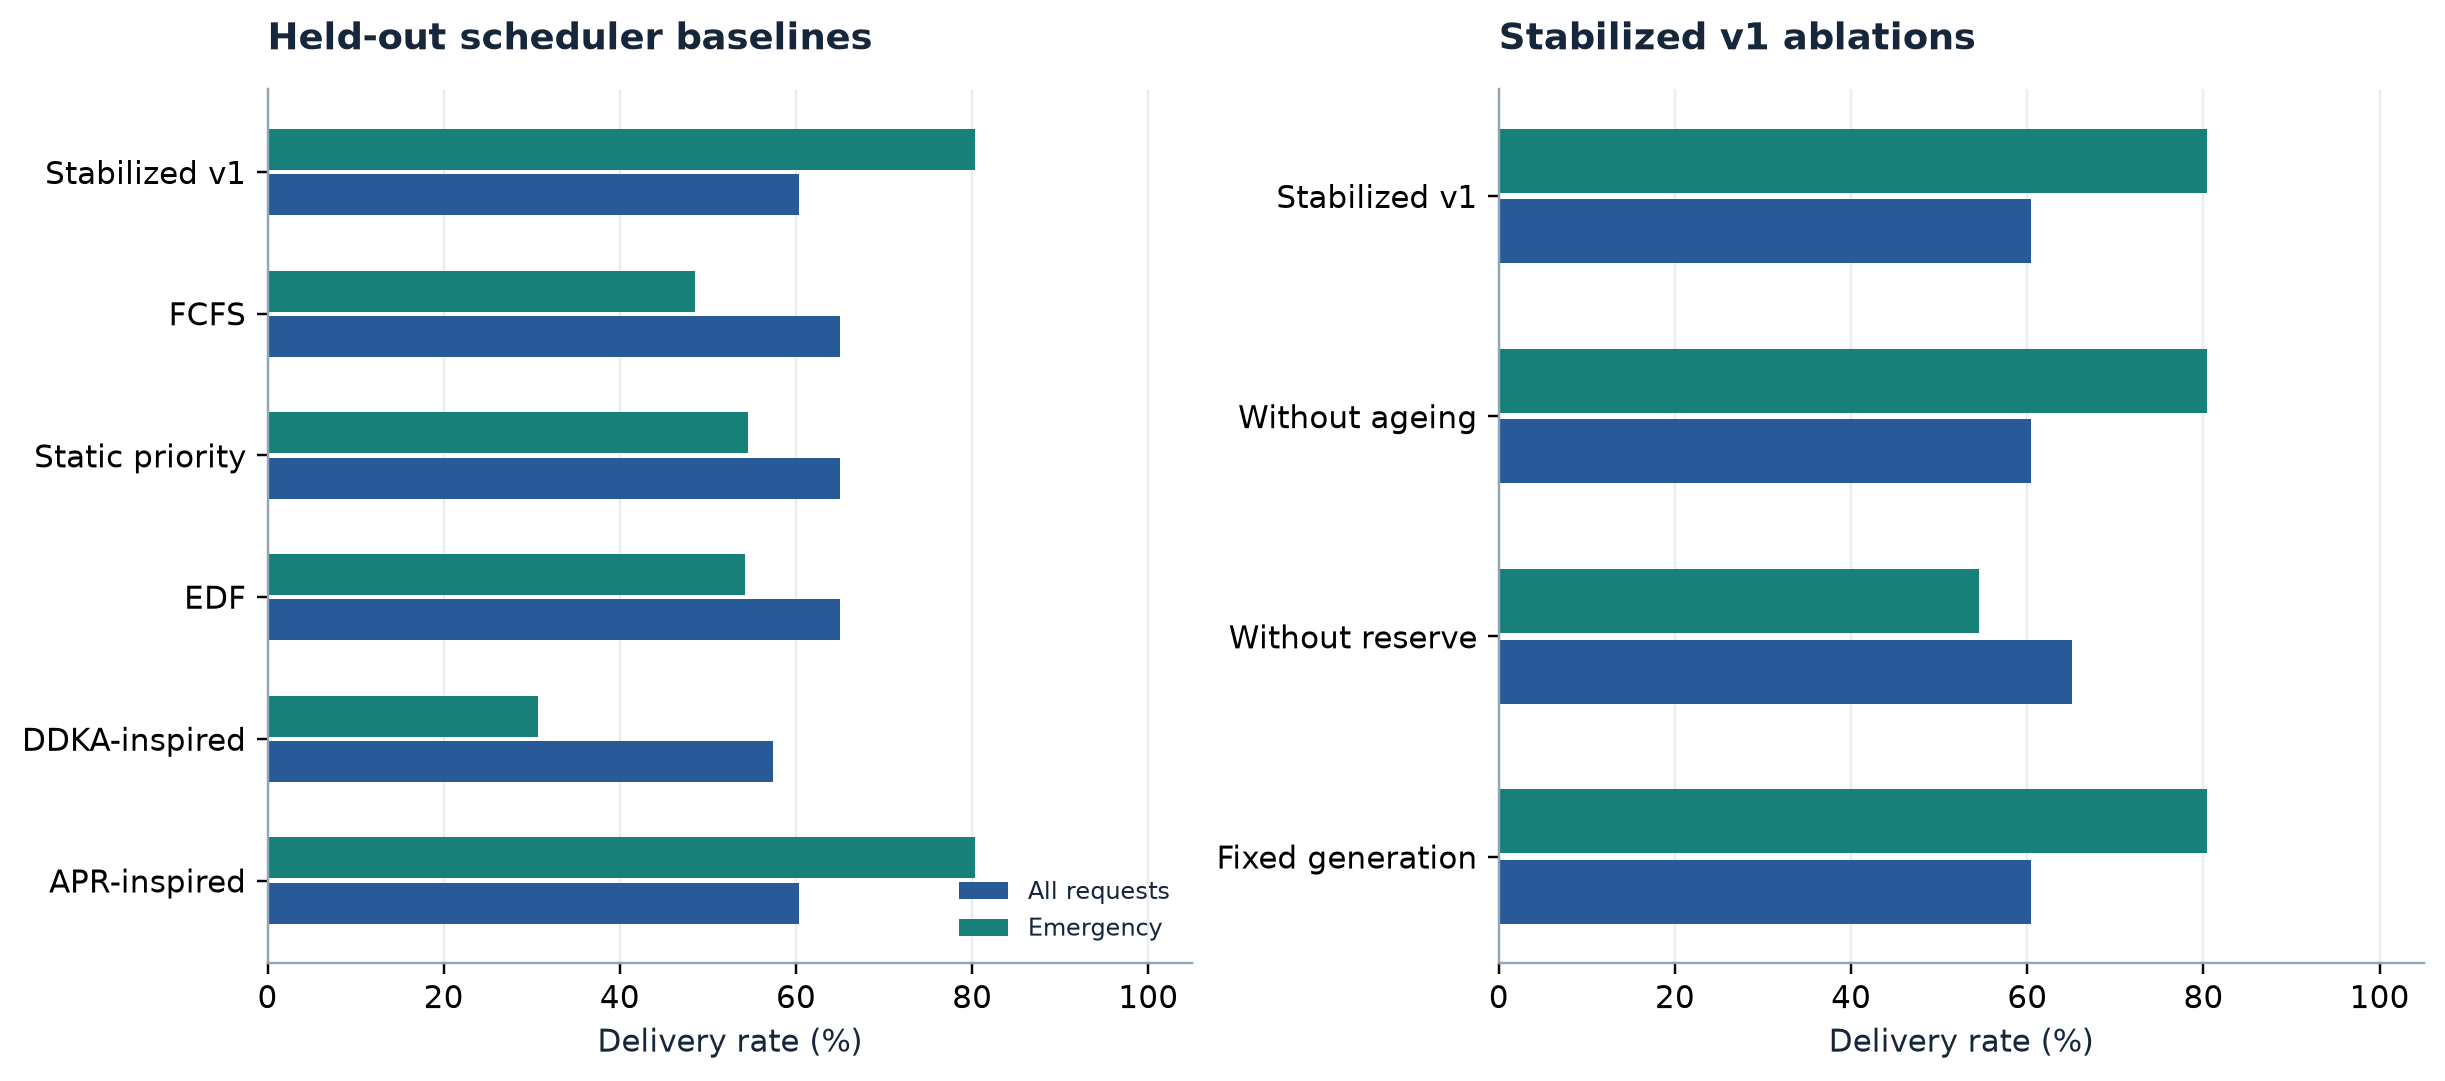 Held-out scheduler baselines
Stabilized v1
FCFS
Static priority
EDF
DDKA-inspired
APR-inspired
All requests
Emergency
0 20 40 60 80 100
Delivery rate (%)
Stabilized v1 ablations
Stabilized v1
Without ageing
Without reserve
Fixed generation
0 20 40 60 80 100
Delivery rate (%)